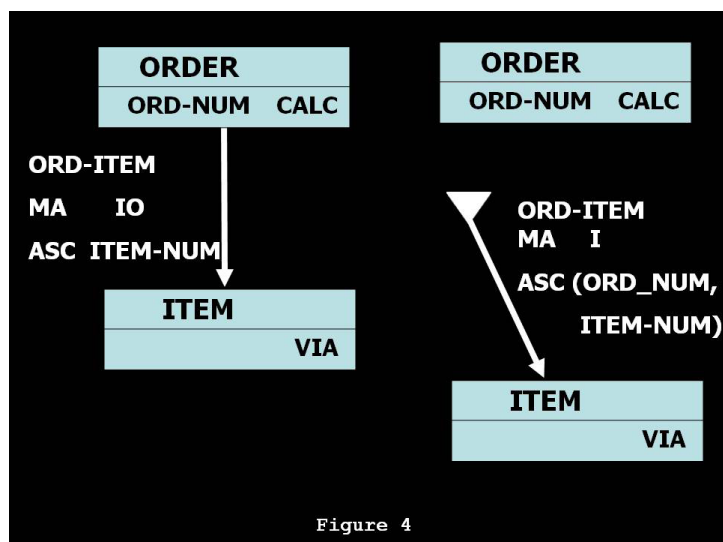 ORDER
ORD-NUM CALC
ORD-ITEM
MA IO
ASC ITEM-NUM
ITEM
VIA
ORDER
ORD-NUM CALC
ORD-ITEM
MA I
ASC (ORD_NUM,
ITEM-NUM)
ITEM
VIA
Figure 4